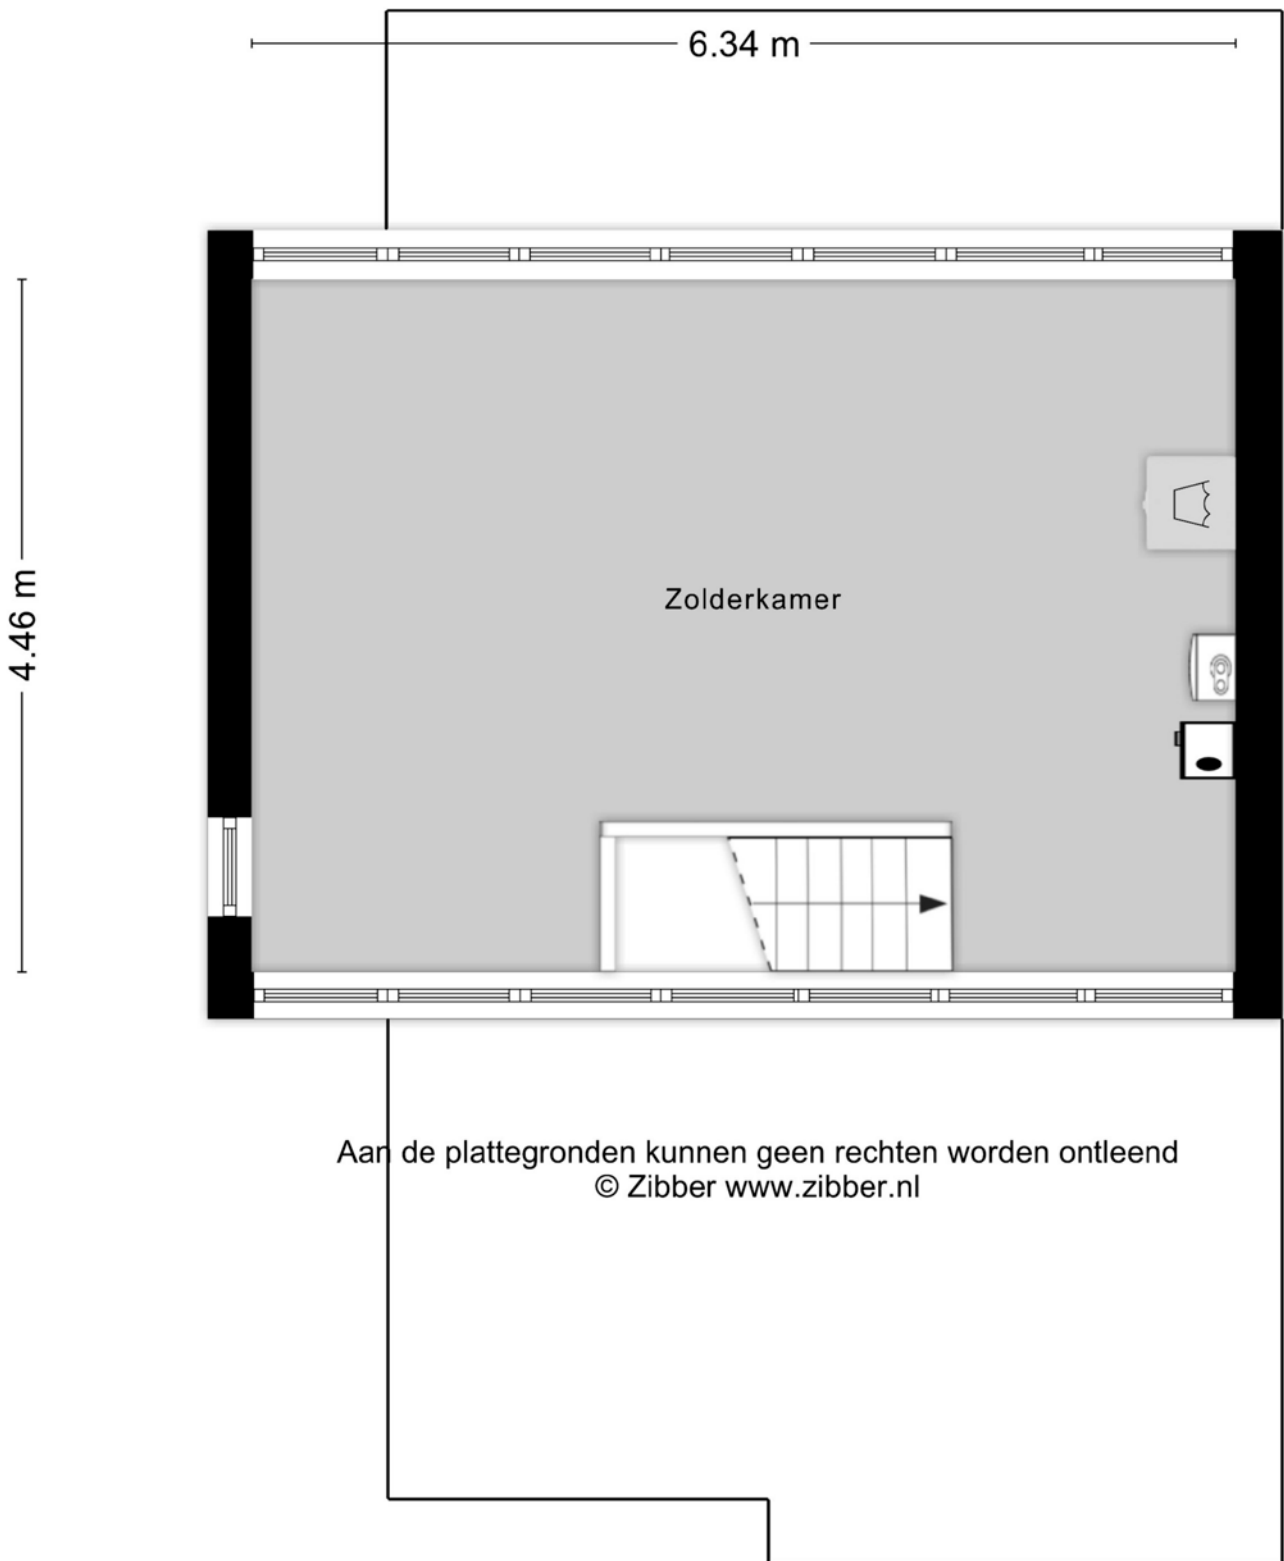 6.34 m
4.46 m
Zolderkamer
Aan de plattegronden kunnen geen rechten worden ontleend
© Zibber www.zibber.nl